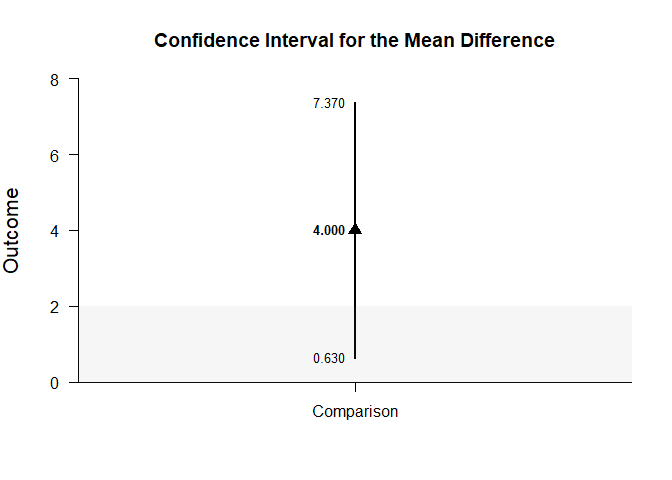 Confidence Interval for the Mean Difference
8
7.370
6
Outcome
4
4.000
2
0.630
0
Comparison